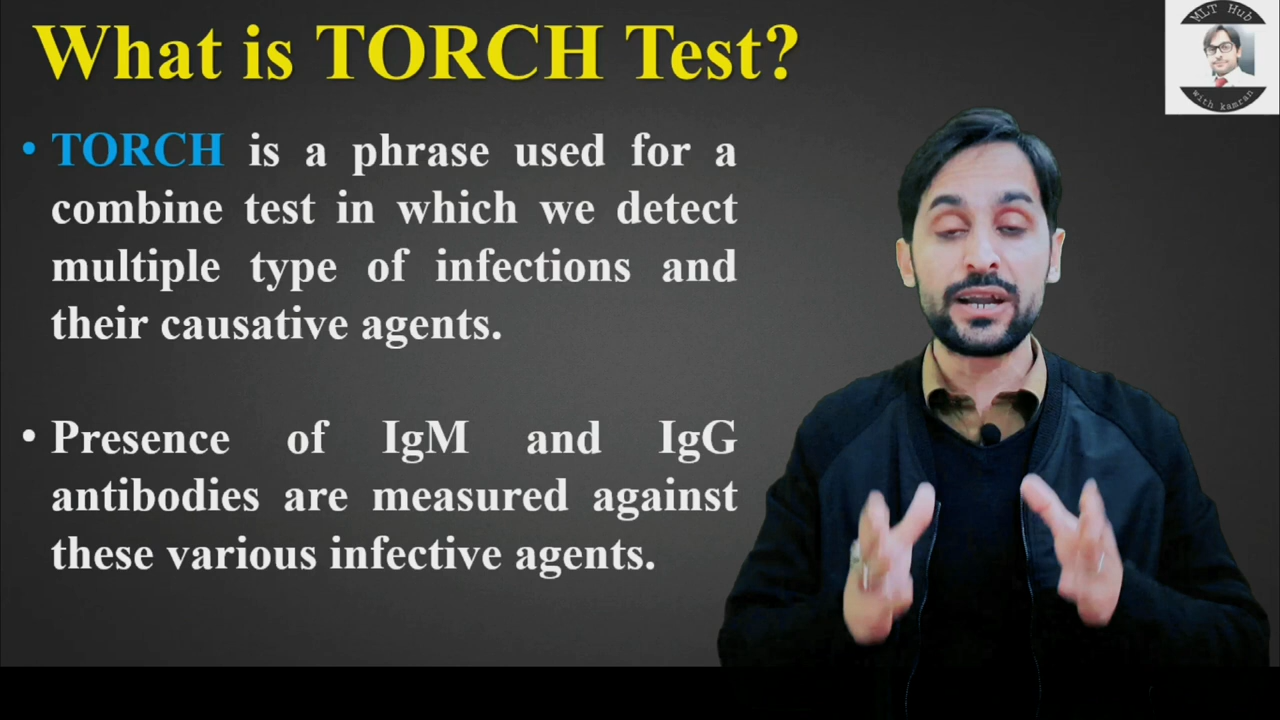 What is TORCH Test?
MLT Hub
with kamran
• TORCH is a phrase used for a
combine test in which we detect
multiple type of infections and
their causative agents.
• Presence of IgM and IgG
antibodies are measured against
these various infective agents.